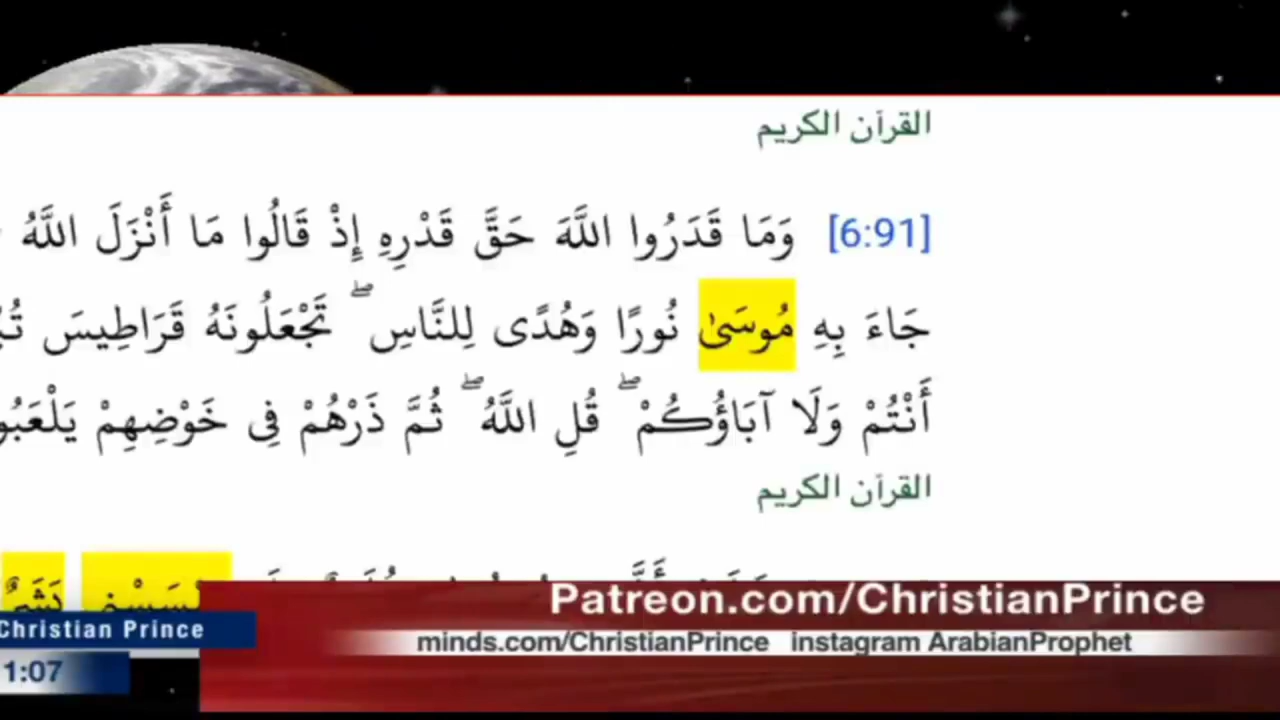 القرآن الكريم
[6:91] وَمَا قَدَرُوا اللَّهَ حَقَّ قَدْرِهِ إِذْ قَالُوا مَا أَنْزَلَ اللَّهُ
جَاءَ بِهِ مُوسَىٰ نُورًا وَهُدًى لِلنَّاسِ ۖ تَجْعَلُونَهُ قَرَاطِيسَ
أَنْتُمْ وَلَا آبَاؤُكُمْ ۖ قُلِ اللَّهُ ۖ ثُمَّ ذَرْهُمْ فِي خَوْضِهِمْ
القرآن الكريم
بَشَرٌ
Patreon.com/ChristianPrince
Christian Prince
minds.com/ChristianPrince instagram ArabianProphet
1:07